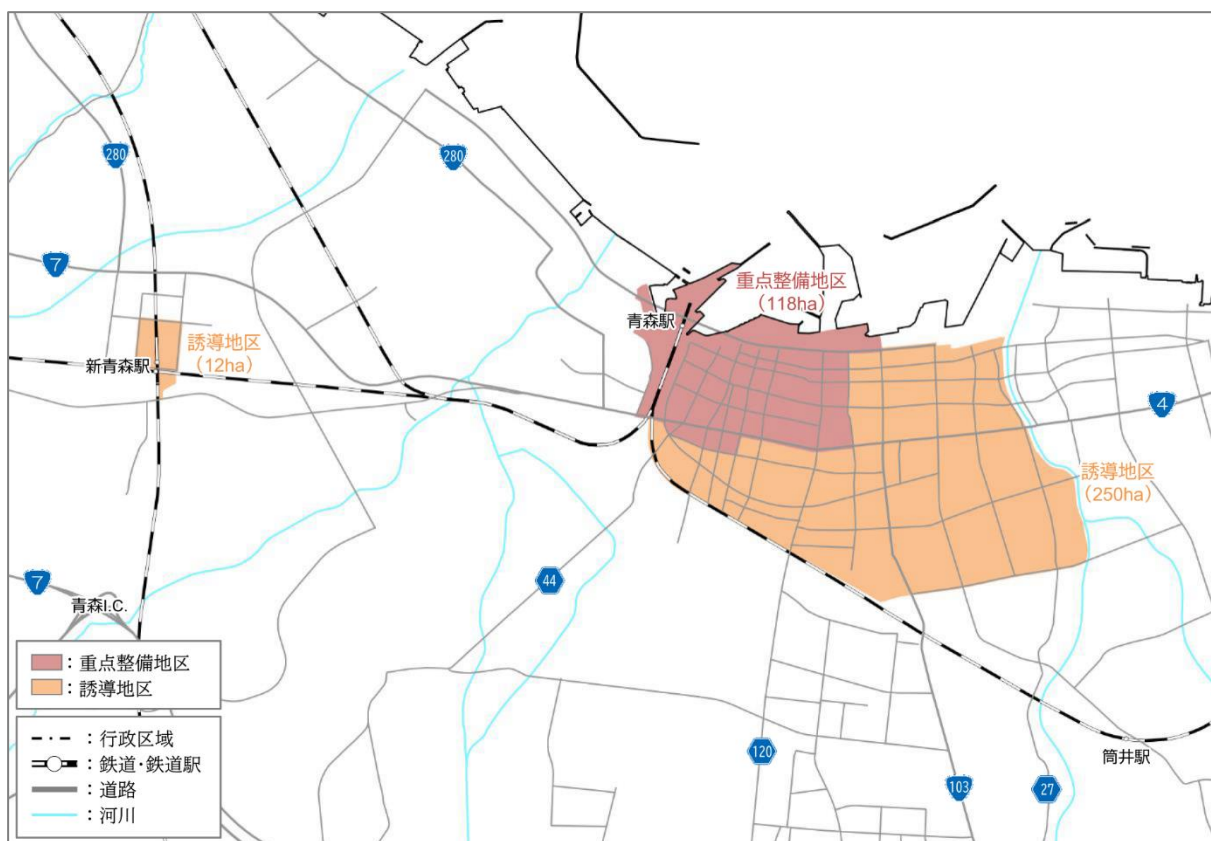 280
280
7
重点整備地区
(118ha)
青森駅
誘導地区
(12ha)
新青森駅
4
誘導地区
(250ha)
44
7
青森I.C.
筒井駅
120
103
27
:重点整備地区
:誘導地区
:行政区域
:鉄道・鉄道駅
:道路
:河川